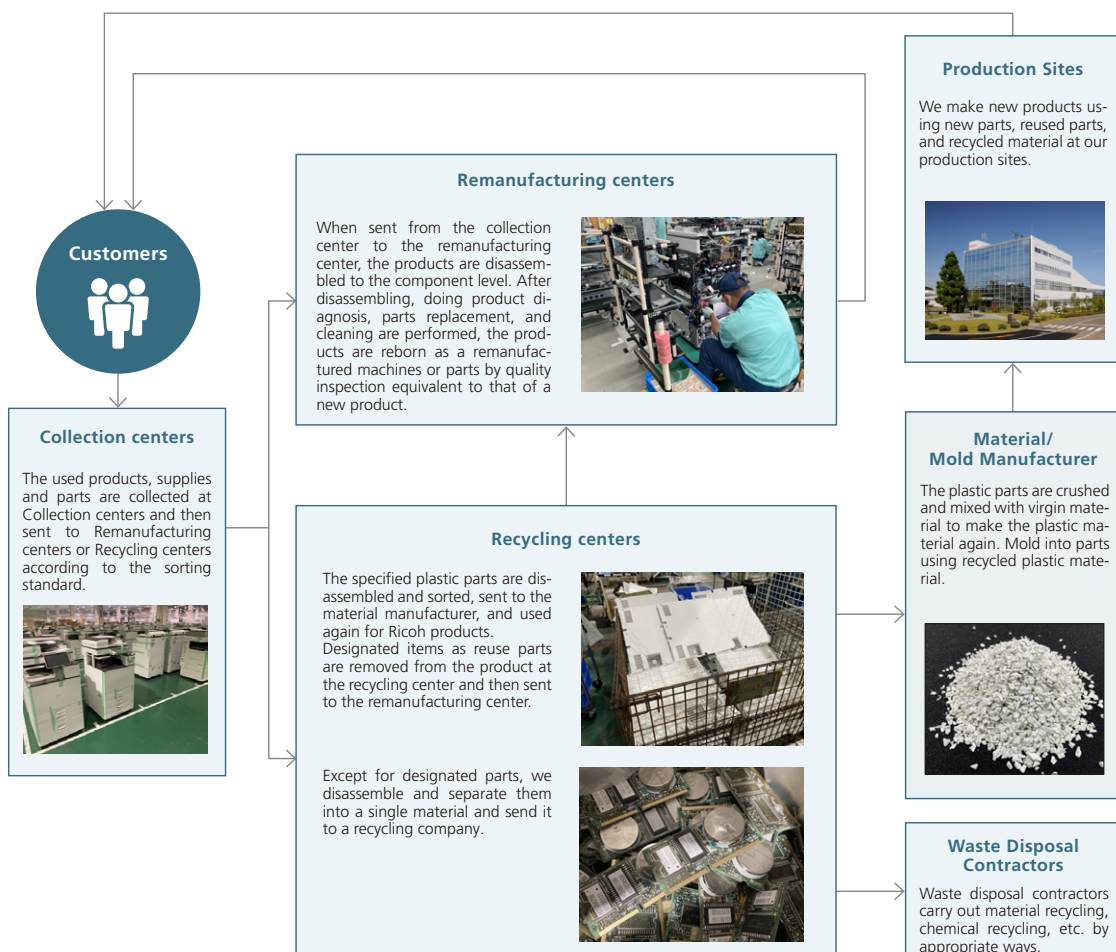 Customers
Collection centers
The used products, supplies
and parts are collected at
Collection centers and then
sent to Remanufacturing
centers or Recycling centers
according to the sorting
standard.
Remanufacturing centers
When sent from the collection
center to the remanufacturing
center, the products are disassem-
bled to the component level. After
disassembling, doing product di-
agnosis, parts replacement, and
cleaning are performed, the prod-
ucts are reborn as a remanufac-
tured machines or parts by quality
inspection equivalent to that of a
new product.
Recycling centers
The specified plastic parts are dis-
assembled and sorted, sent to the
material manufacturer, and used
again for Ricoh products.
Designated items as reuse parts
are removed from the product at
the recycling center and then sent
to the remanufacturing center.
Except for designated parts, we
disassemble and separate them
into a single material and send it
to a recycling company.
Production Sites
We make new products us-
ing new parts, reused parts,
and recycled material at our
production sites.
Material/
Mold Manufacturer
The plastic parts are crushed
and mixed with virgin mate-
rial to make the plastic ma-
terial again. Mold into parts
using recycled plastic mate-
rial.
Waste Disposal
Contractors
Waste disposal contractors
carry out material recycling,
chemical recycling, etc. by
appropriate ways.